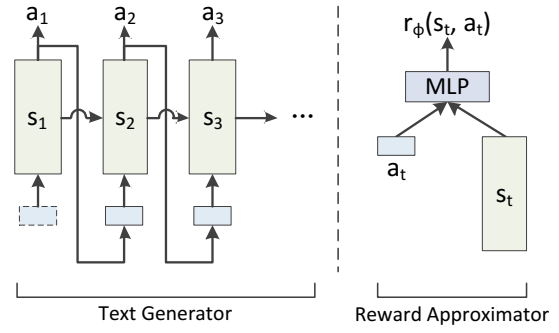 a₁ a₂ a₃
s₁ s₂ s₃ ...
Text Generator
rϕ(sₜ, aₜ)
MLP
aₜ
sₜ
Reward Approximator